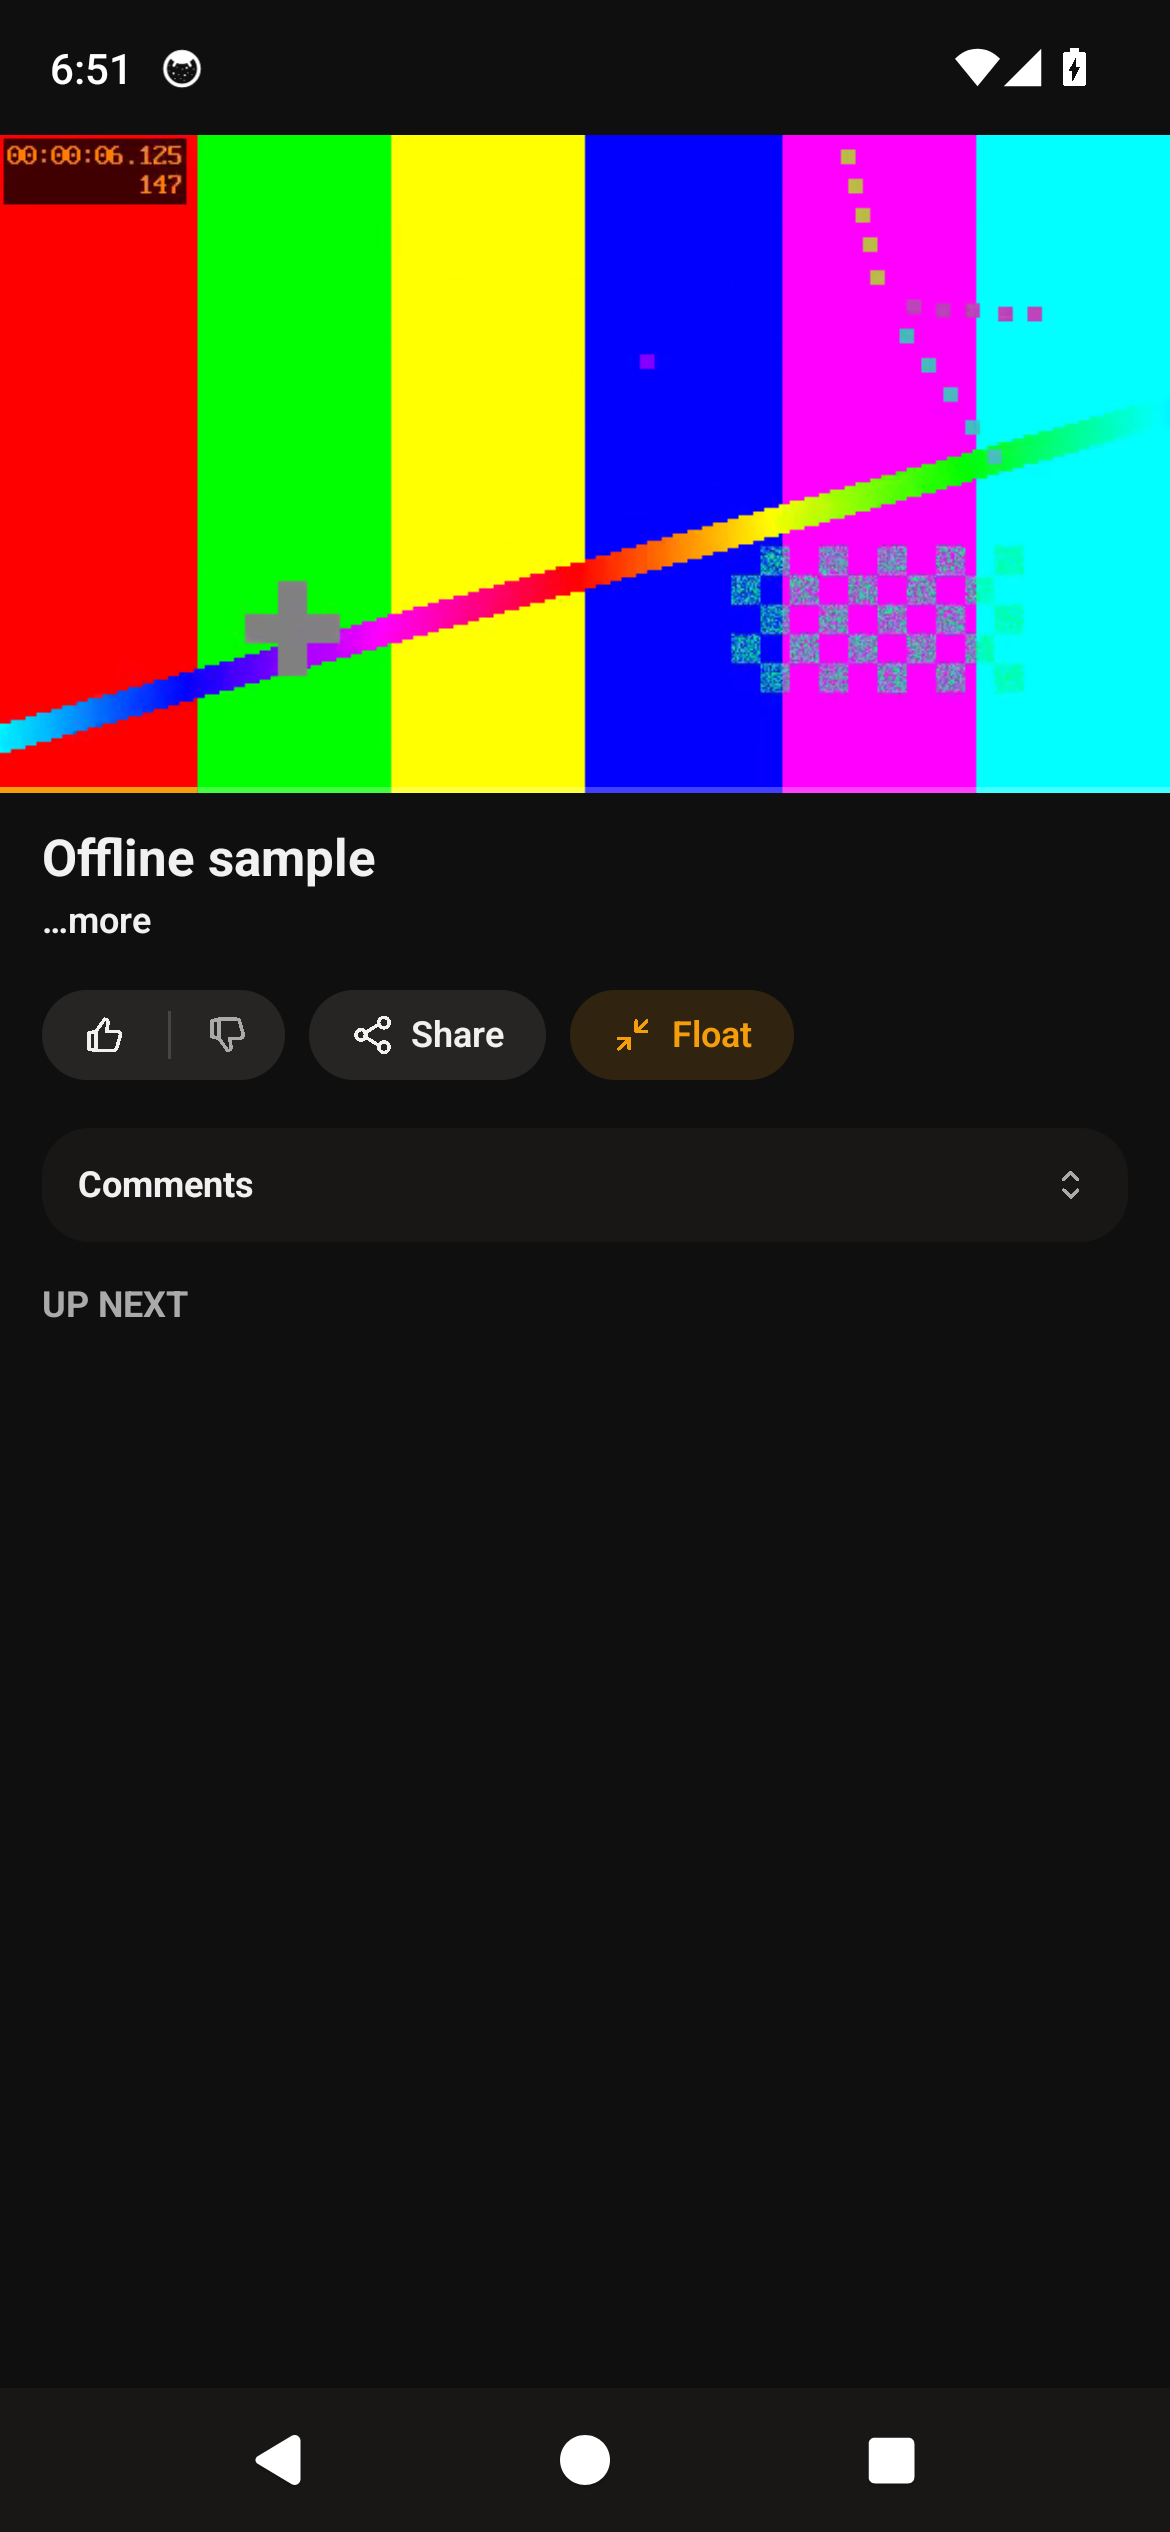 6:51
00:00:06.125
147
Offline sample
…more
Share
Float
Comments
UP NEXT